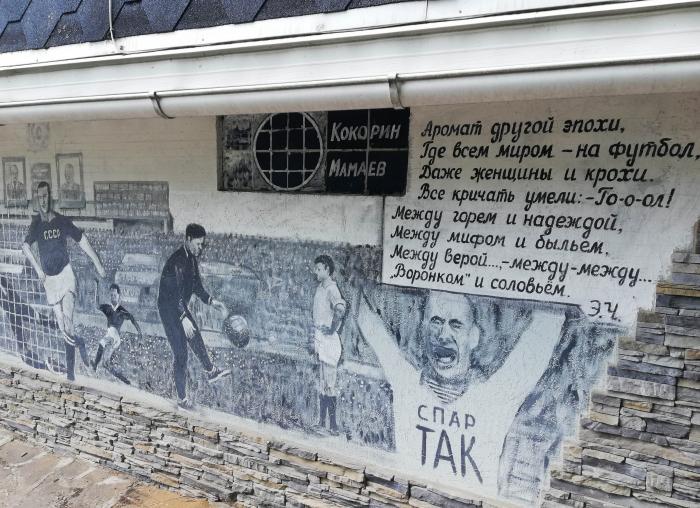 СССР
КОКОРИН
МАМАЕВ
Аромат другой эпохи,
Где всем миром – на футбол,
Даже женщины и крохи.
Все кричать умели:-Го-о-ол!
Между горем и надеждой,
Между мифом и быльём,
Между верой...,-между-между...
"Воронком" и соловьём.
Э.Ч.
СПАР
ТАК